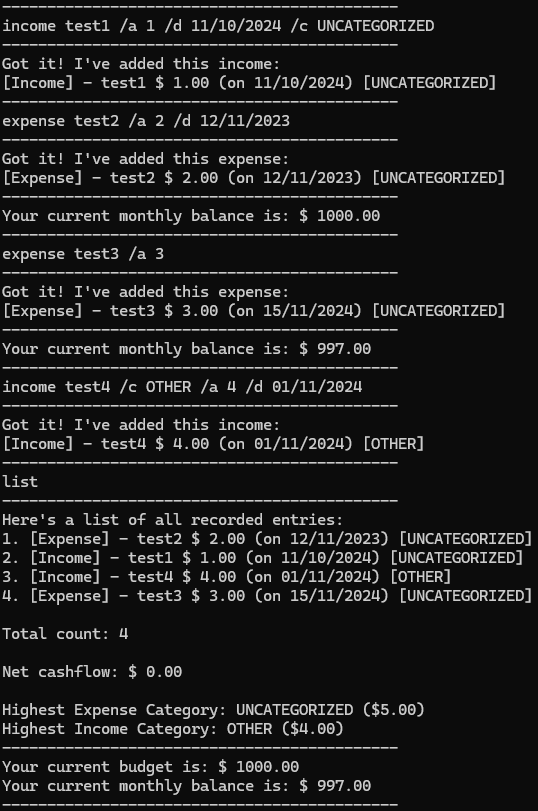 --------------------------------------------
income test1 /a 1 /d 11/10/2024 /c UNCATEGORIZED
--------------------------------------------
Got it! I've added this income:
[Income] - test1 $ 1.00 (on 11/10/2024) [UNCATEGORIZED]
--------------------------------------------
expense test2 /a 2 /d 12/11/2023
--------------------------------------------
Got it! I've added this expense:
[Expense] - test2 $ 2.00 (on 12/11/2023) [UNCATEGORIZED]
--------------------------------------------
Your current monthly balance is: $ 1000.00
--------------------------------------------
expense test3 /a 3
--------------------------------------------
Got it! I've added this expense:
[Expense] - test3 $ 3.00 (on 15/11/2024) [UNCATEGORIZED]
--------------------------------------------
Your current monthly balance is: $ 997.00
--------------------------------------------
income test4 /c OTHER /a 4 /d 01/11/2024
--------------------------------------------
Got it! I've added this income:
[Income] - test4 $ 4.00 (on 01/11/2024) [OTHER]
--------------------------------------------
list
--------------------------------------------
Here's a list of all recorded entries:
1. [Expense] - test2 $ 2.00 (on 12/11/2023) [UNCATEGORIZED]
2. [Income] - test1 $ 1.00 (on 11/10/2024) [UNCATEGORIZED]
3. [Income] - test4 $ 4.00 (on 01/11/2024) [OTHER]
4. [Expense] - test3 $ 3.00 (on 15/11/2024) [UNCATEGORIZED]
Total count: 4
Net cashflow: $ 0.00
Highest Expense Category: UNCATEGORIZED ($5.00)
Highest Income Category: OTHER ($4.00)
--------------------------------------------
Your current budget is: $ 1000.00
Your current monthly balance is: $ 997.00
--------------------------------------------